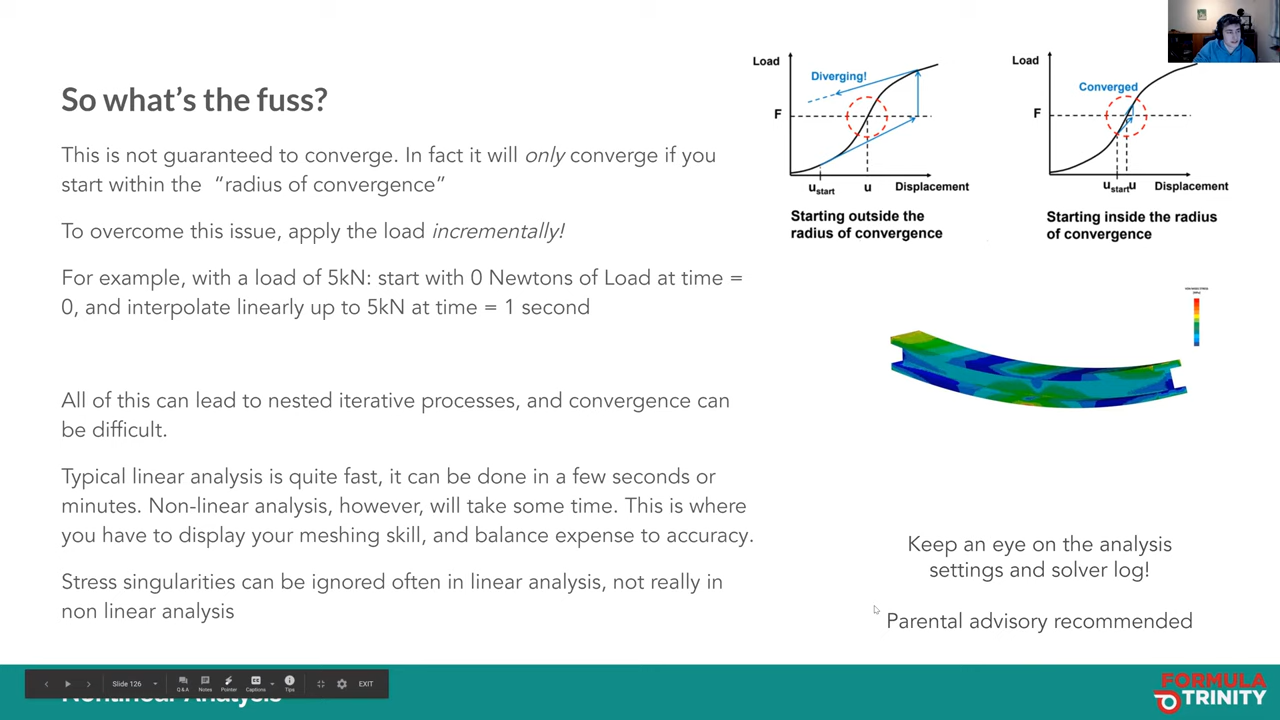 So what's the fuss?
This is not guaranteed to converge. In fact it will only converge if you
start within the "radius of convergence"
To overcome this issue, apply the load incrementally!
For example, with a load of 5kN: start with 0 Newtons of Load at time =
0, and interpolate linearly up to 5kN at time = 1 second
All of this can lead to nested iterative processes, and convergence can
be difficult.
Typical linear analysis is quite fast, it can be done in a few seconds or
minutes. Non-linear analysis, however, will take some time. This is where
you have to display your meshing skill, and balance expense to accuracy.
Stress singularities can be ignored often in linear analysis, not really in
non linear analysis
Load
Diverging!
F
u start
u
Displacement
Starting outside the
radius of convergence
Load
Converged
F
u start
u
Displacement
Starting inside the radius
of convergence
Keep an eye on the analysis
settings and solver log!
Parental advisory recommended
Slide 126
Q&A
Notes
Pointer
Captions
Tips
EXIT
Nonlinear Analysis
FORMULA
TRINITY